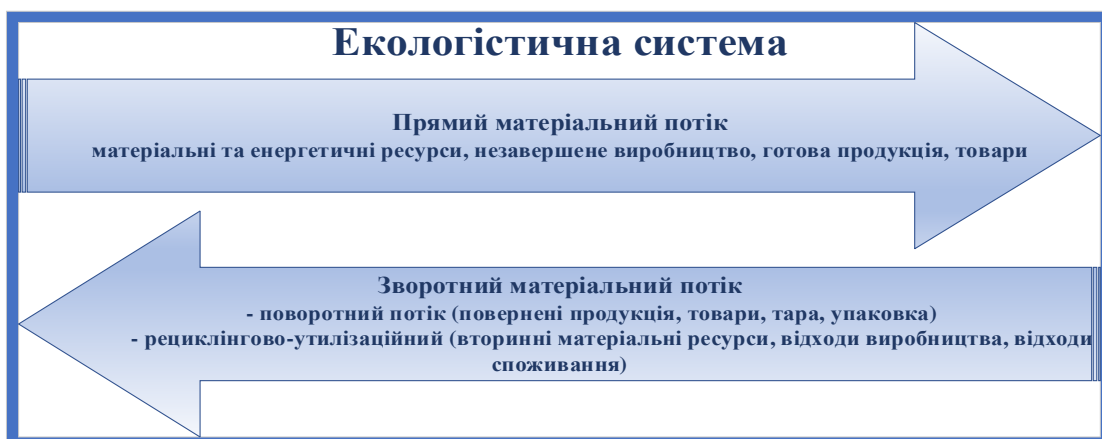 Екологістична система
Прямий матеріальний потік
матеріальні та енергетичні ресурси, незавершене виробництво, готова продукція, товари
Зворотний матеріальний потік
- поворотний потік (повернені продукція, товари, тара, упаковка)
- рециклінгово-утилізаційний (вторинні матеріальні ресурси, відходи виробництва, відходи
споживання)